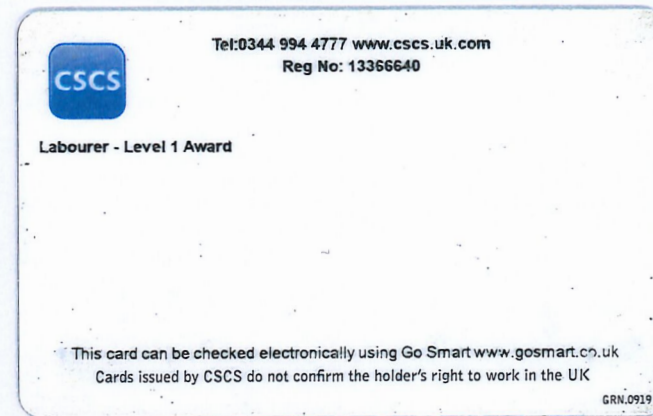 Tel:0344 994 4777 www.cscs.uk.com
Reg No: 13366640
CSCS
Labourer - Level 1 Award
This card can be checked electronically using Go Smart www.gosmart.co.uk
Cards issued by CSCS do not confirm the holder's right to work in the UK
GRN.0919